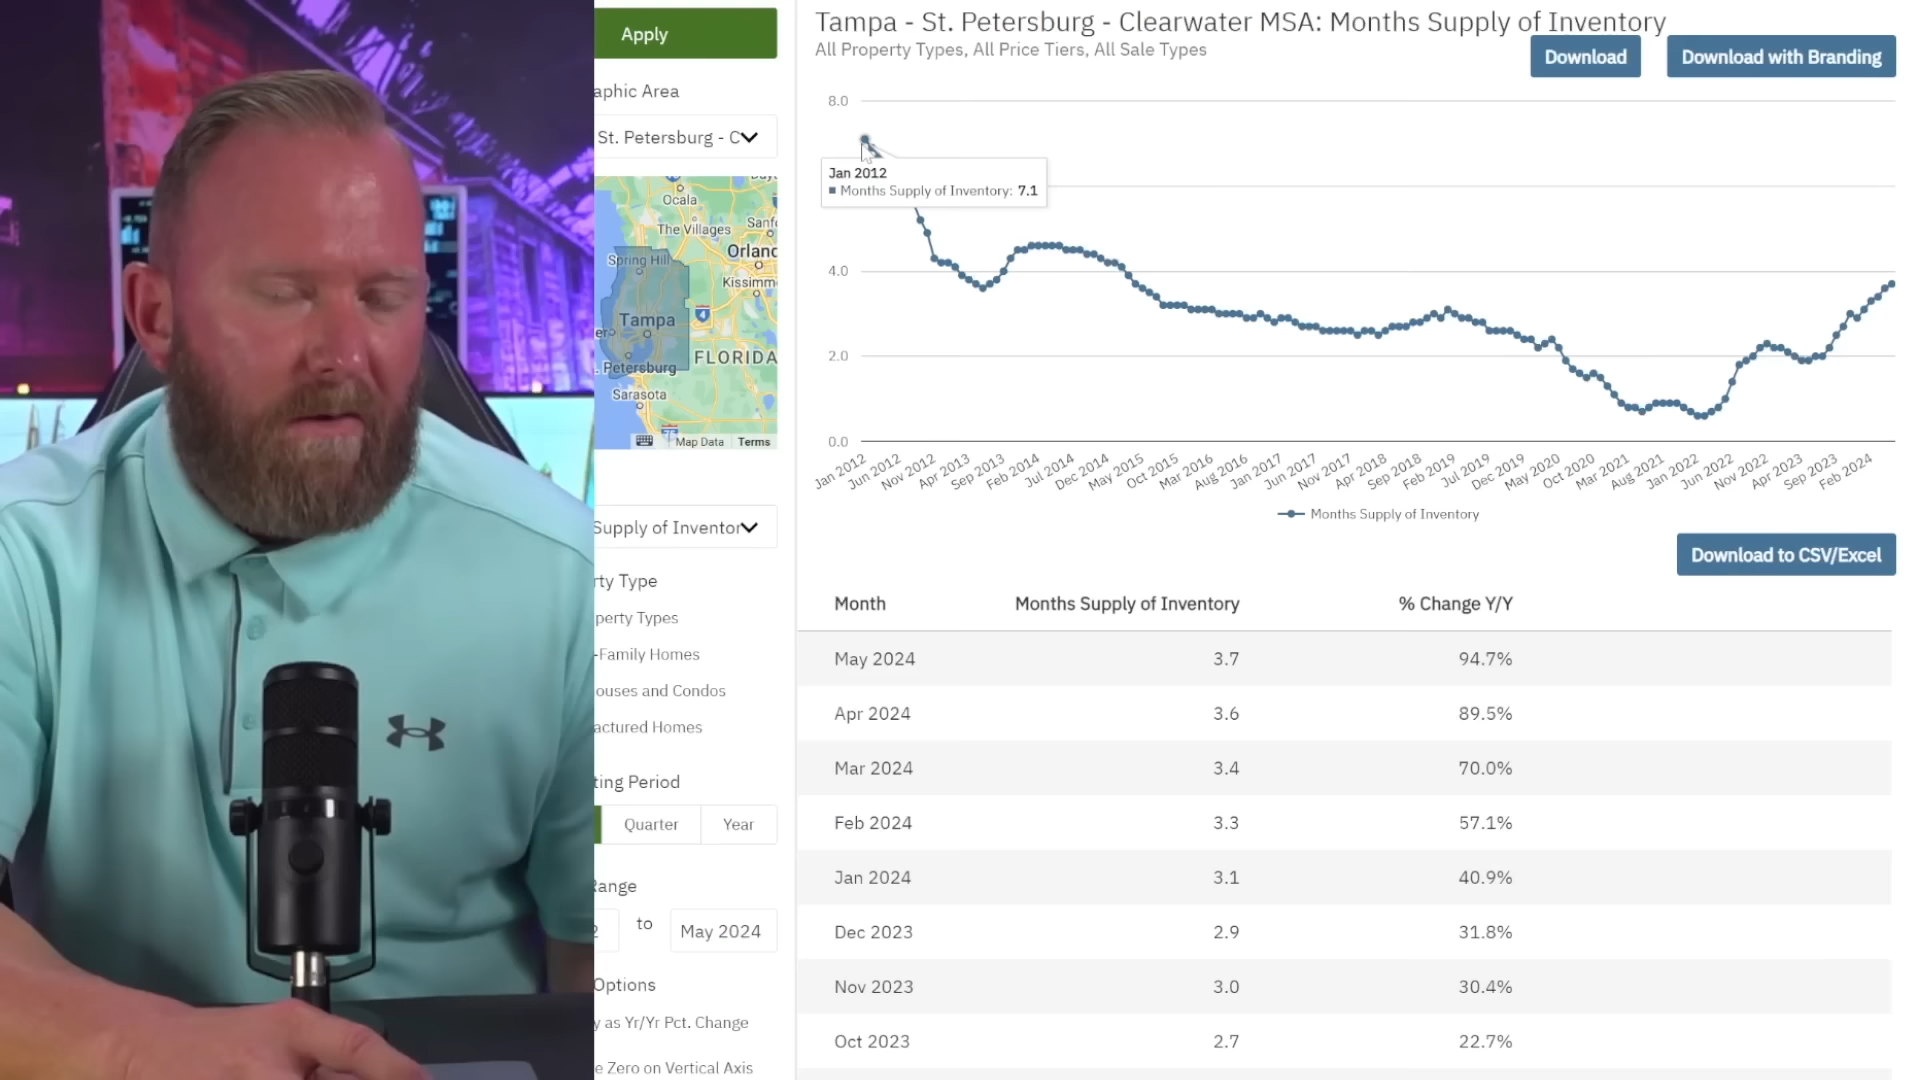 Apply
aphic Area
St. Petersburg - C
Ocala
The Villages
Sanf
Orlanc
Spring Hill
Kissimm
4
Tampa
FLORIDA
Petersburg
Sarasota
75
Map Data
Terms
Supply of Inventor
rty Type
perty Types
-Family Homes
ouses and Condos
actured Homes
ting Period
Quarter
Year
Range
2
to
May 2024
Options
y as Yr/Yr Pct. Change
e Zero on Vertical Axis
Tampa - St. Petersburg - Clearwater MSA: Months Supply of Inventory
All Property Types, All Price Tiers, All Sale Types
Download
Download with Branding
8.0
Jan 2012
Months Supply of Inventory: 7.1
4.0
2.0
0.0
Jan 2012
Jun 2012
Nov 2012
Apr 2013
Sep 2013
Feb 2014
Jul 2014
Dec 2014
May 2015
Oct 2015
Mar 2016
Aug 2016
Jan 2017
Jun 2017
Nov 2017
Apr 2018
Sep 2018
Feb 2019
Jul 2019
Dec 2019
May 2020
Oct 2020
Mar 2021
Aug 2021
Jan 2022
Jun 2022
Nov 2022
Apr 2023
Sep 2023
Feb 2024
Months Supply of Inventory
Download to CSV/Excel
Month Months Supply of Inventory % Change Y/Y
May 2024 3.7 94.7%
Apr 2024 3.6 89.5%
Mar 2024 3.4 70.0%
Feb 2024 3.3 57.1%
Jan 2024 3.1 40.9%
Dec 2023 2.9 31.8%
Nov 2023 3.0 30.4%
Oct 2023 2.7 22.7%